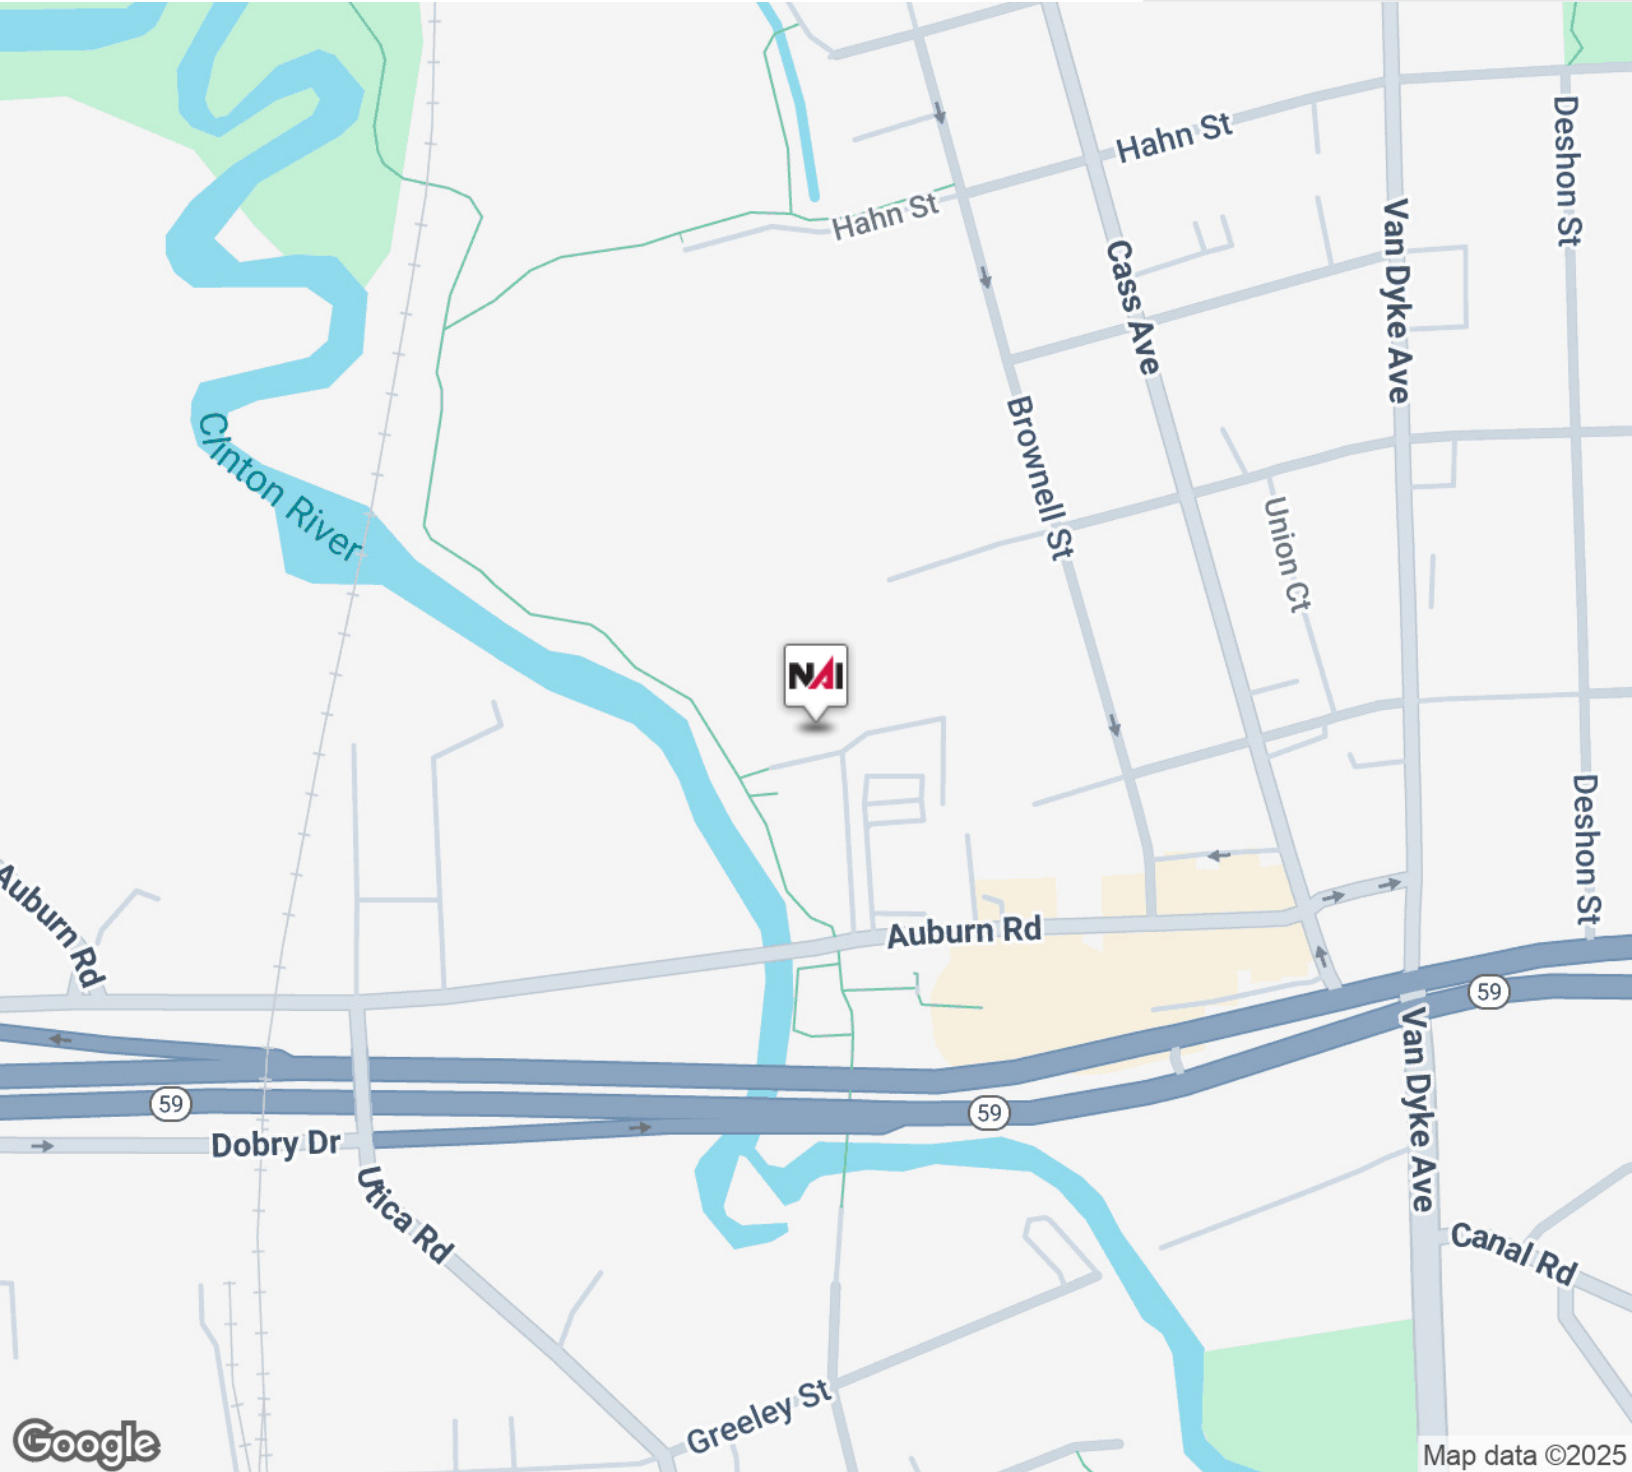 Hahn St
Deshon St
Hahn St
Van Dyke Ave
Cass Ave
Clinton River
Brownell St
Union Ct
NAI
Deshon St
Auburn Rd
Auburn Rd
59
59
59
Van Dyke Ave
Dobry Dr
Utica Rd
Canal Rd
Greeley St
Google
Map data ©2025